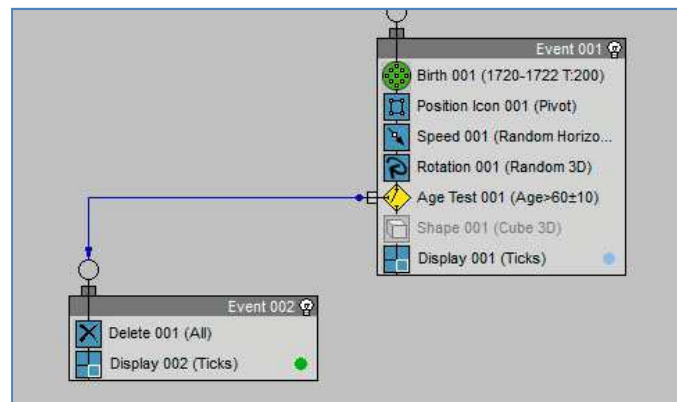 Event 001
Birth 001 (1720-1722 T:200)
Position Icon 001 (Pivot)
Speed 001 (Random Horizo...
Rotation 001 (Random 3D)
Age Test 001 (Age>60±10)
Shape 001 (Cube 3D)
Display 001 (Ticks)
Event 002
Delete 001 (All)
Display 002 (Ticks)